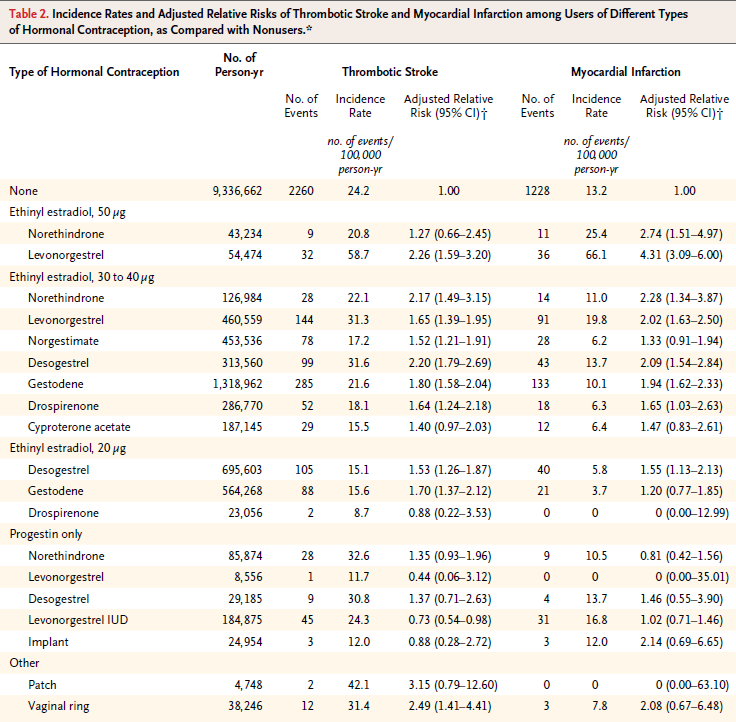 Table 2. Incidence Rates and Adjusted Relative Risks of Thrombotic Stroke and Myocardial Infarction among Users of Different Types
of Hormonal Contraception, as Compared with Nonusers.*
Type of Hormonal Contraception No. of Person-yr Thrombotic Stroke Myocardial Infarction
No. of Events Incidence Rate Adjusted Relative Risk (95% CI)† No. of Events Incidence Rate Adjusted Relative Risk (95% CI)†
no. of events/ 100,000 person-yr no. of events/ 100,000 person-yr
None 9,336,662 2260 24.2 1.00 1228 13.2 1.00
Ethinyl estradiol, 50 µg
Norethindrone 43,234 9 20.8 1.27 (0.66–2.45) 11 25.4 2.74 (1.51–4.97)
Levonorgestrel 54,474 32 58.7 2.26 (1.59–3.20) 36 66.1 4.31 (3.09–6.00)
Ethinyl estradiol, 30 to 40 µg
Norethindrone 126,984 28 22.1 2.17 (1.49–3.15) 14 11.0 2.28 (1.34–3.87)
Levonorgestrel 460,559 144 31.3 1.65 (1.39–1.95) 91 19.8 2.02 (1.63–2.50)
Norgestimate 453,536 78 17.2 1.52 (1.21–1.91) 28 6.2 1.33 (0.91–1.94)
Desogestrel 313,560 99 31.6 2.20 (1.79–2.69) 43 13.7 2.09 (1.54–2.84)
Gestodene 1,318,962 285 21.6 1.80 (1.58–2.04) 133 10.1 1.94 (1.62–2.33)
Drospirenone 286,770 52 18.1 1.64 (1.24–2.18) 18 6.3 1.65 (1.03–2.63)
Cyproterone acetate 187,145 29 15.5 1.40 (0.97–2.03) 12 6.4 1.47 (0.83–2.61)
Ethinyl estradiol, 20 µg
Desogestrel 695,603 105 15.1 1.53 (1.26–1.87) 40 5.8 1.55 (1.13–2.13)
Gestodene 564,268 88 15.6 1.70 (1.37–2.12) 21 3.7 1.20 (0.77–1.85)
Drospirenone 23,056 2 8.7 0.88 (0.22–3.53) 0 0 0 (0.00–12.99)
Progestin only
Norethindrone 85,874 28 32.6 1.35 (0.93–1.96) 9 10.5 0.81 (0.42–1.56)
Levonorgestrel 8,556 1 11.7 0.44 (0.06–3.12) 0 0 0 (0.00–35.01)
Desogestrel 29,185 9 30.8 1.37 (0.71–2.63) 4 13.7 1.46 (0.55–3.90)
Levonorgestrel IUD 184,875 45 24.3 0.73 (0.54–0.98) 31 16.8 1.02 (0.71–1.46)
Implant 24,954 3 12.0 0.88 (0.28–2.72) 3 12.0 2.14 (0.69–6.65)
Other
Patch 4,748 2 42.1 3.15 (0.79–12.60) 0 0 0 (0.00–63.10)
Vaginal ring 38,246 12 31.4 2.49 (1.41–4.41) 3 7.8 2.08 (0.67–6.48)